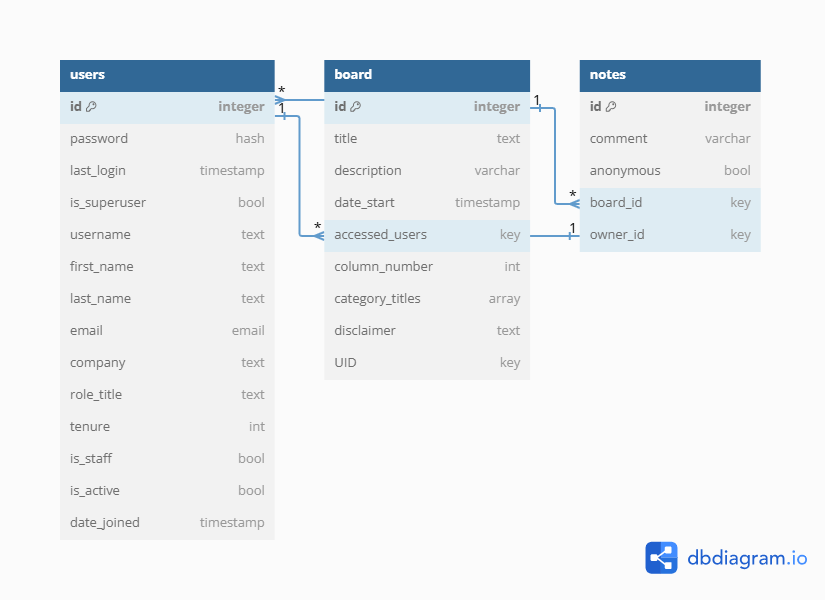 users
id integer
password hash
last_login timestamp
is_superuser bool
username text
first_name text
last_name text
email email
company text
role_title text
tenure int
is_staff bool
is_active bool
date_joined timestamp
*
1
*
board
id integer
title text
description varchar
date_start timestamp
accessed_users key
column_number int
category_titles array
disclaimer text
UID key
1
*
1
notes
id integer
comment varchar
anonymous bool
board_id key
owner_id key
dbdiagram.io